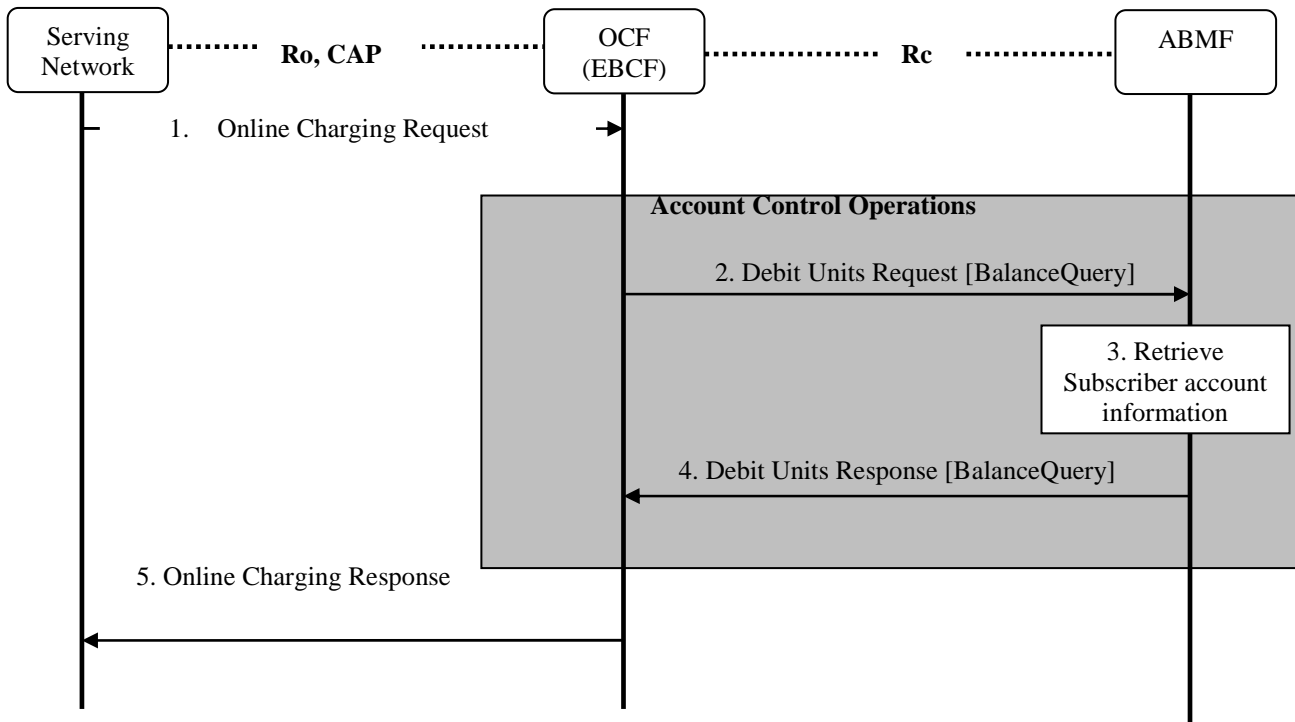 Serving
Network
Ro, CAP
OCF
(EBCF)
Rc
ABMF
1. Online Charging Request
Account Control Operations
2. Debit Units Request [BalanceQuery]
3. Retrieve
Subscriber account
information
4. Debit Units Response [BalanceQuery]
5. Online Charging Response